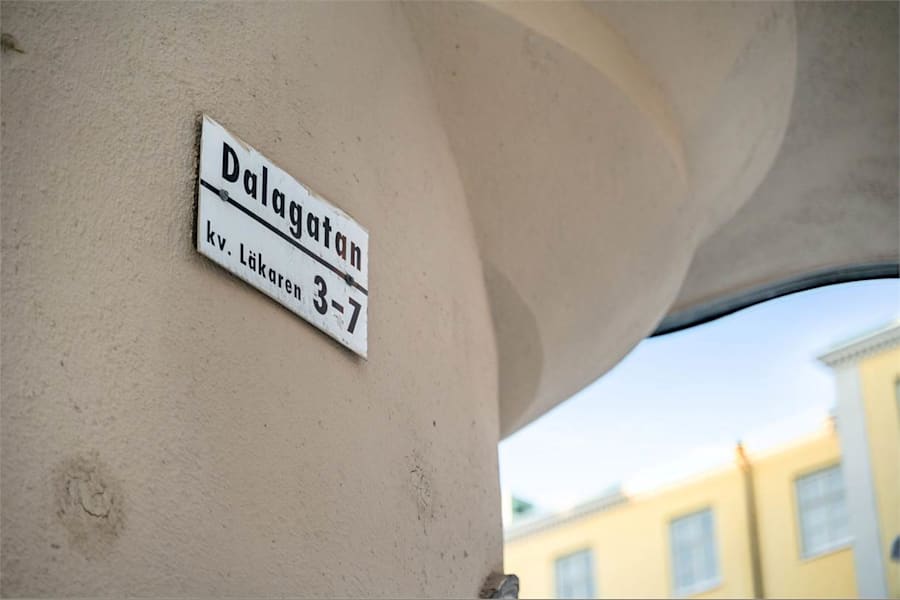 Dalagatan
kv. Läkaren 3-7